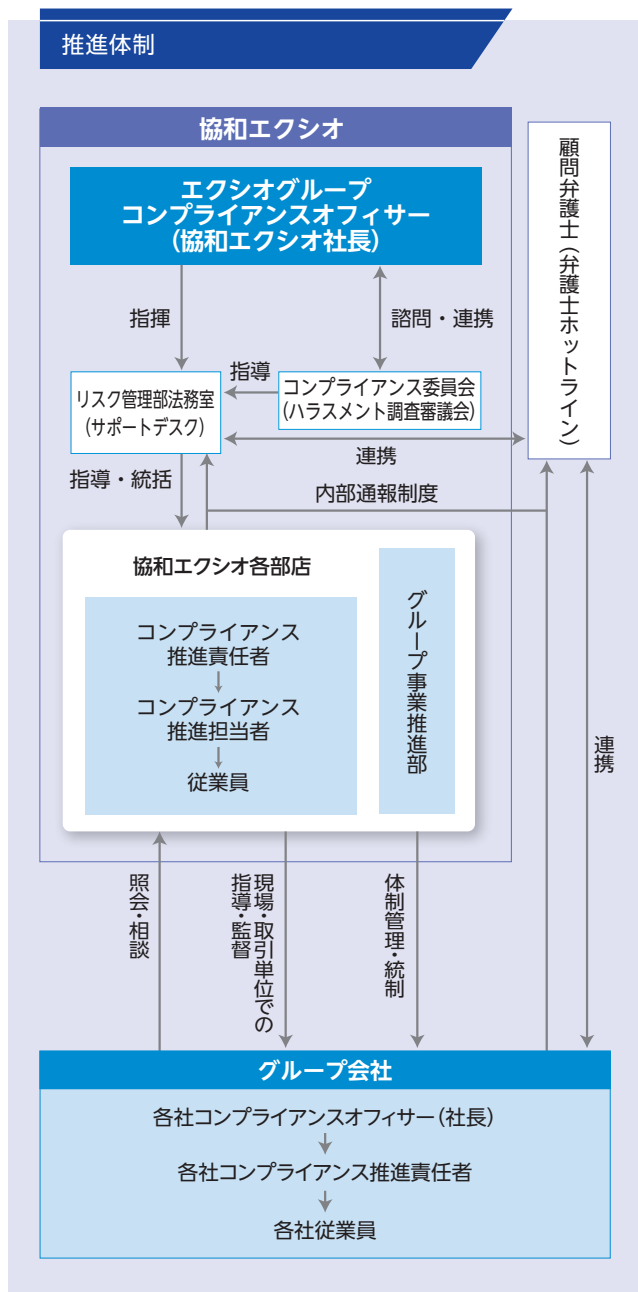 推進体制
協和エクシオ
エクシオグループ
コンプライアンスオフィサー
(協和エクシオ社長)
顧問弁護士(弁護士ホットライン)
指揮
諮問・連携
指導
リスク管理部法務室
(サポートデスク)
コンプライアンス委員会
(ハラスメント調査審議会)
連携
指導・統括
内部通報制度
協和エクシオ各部店
コンプライアンス
推進責任者
コンプライアンス
推進担当者
従業員
グループ事業推進部
連携
照会・相談
現場・取引単位での
指導・監督
体制管理・統制
グループ会社
各社コンプライアンスオフィサー(社長)
各社コンプライアンス推進責任者
各社従業員